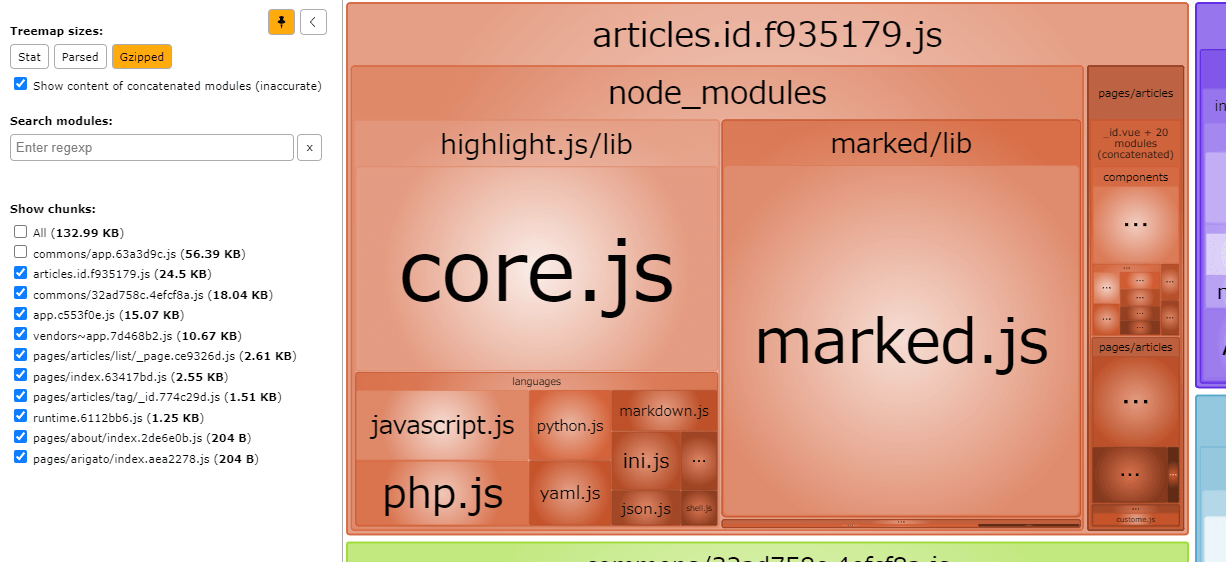 Treemap sizes:
Stat
Parsed
Gzipped
Show content of concatenated modules (inaccurate)
Search modules:
Enter regexp
x
Show chunks:
All (132.99 KB)
commons/app.63a3d9c.js (56.39 KB)
articles.id.f935179.js (24.5 KB)
commons/32ad758c.4efcf8a.js (18.04 KB)
app.c553f0e.js (15.07 KB)
vendors~app.7d468b2.js (10.67 KB)
pages/articles/list/_page.ce9326d.js (2.61 KB)
pages/index.63417bd.js (2.55 KB)
pages/articles/tag/_id.774c29d.js (1.51 KB)
runtime.6112bb6.js (1.25 KB)
pages/about/index.2de6e0b.js (204 B)
pages/arigato/index.aea2278.js (204 B)
articles.id.f935179.js
node_modules
highlight.js/lib
core.js
languages
javascript.js
php.js
python.js
yaml.js
markdown.js
ini.js
...
json.js
shell.js
marked/lib
marked.js
pages/articles
_id.vue + 20
modules
(concatenated)
components
...
pages/articles
...
...
custome.js
commons/32ad758c.4efcf8a.js